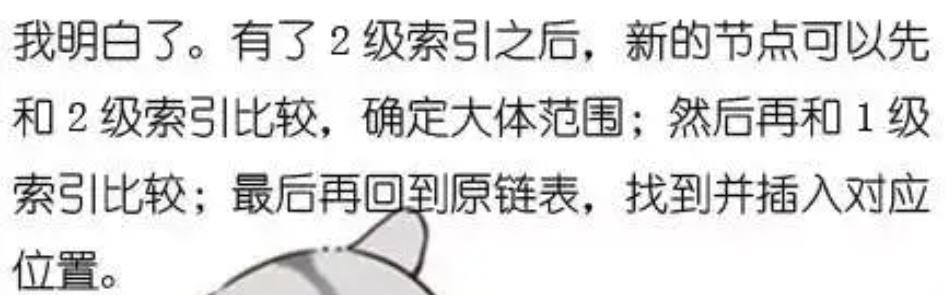 我明白了。有了 2 级索引之后，新的节点可以先
和 2 级索引比较，确定大体范围；然后再和 1 级
索引比较；最后再回到原链表，找到并插入对应
位置。